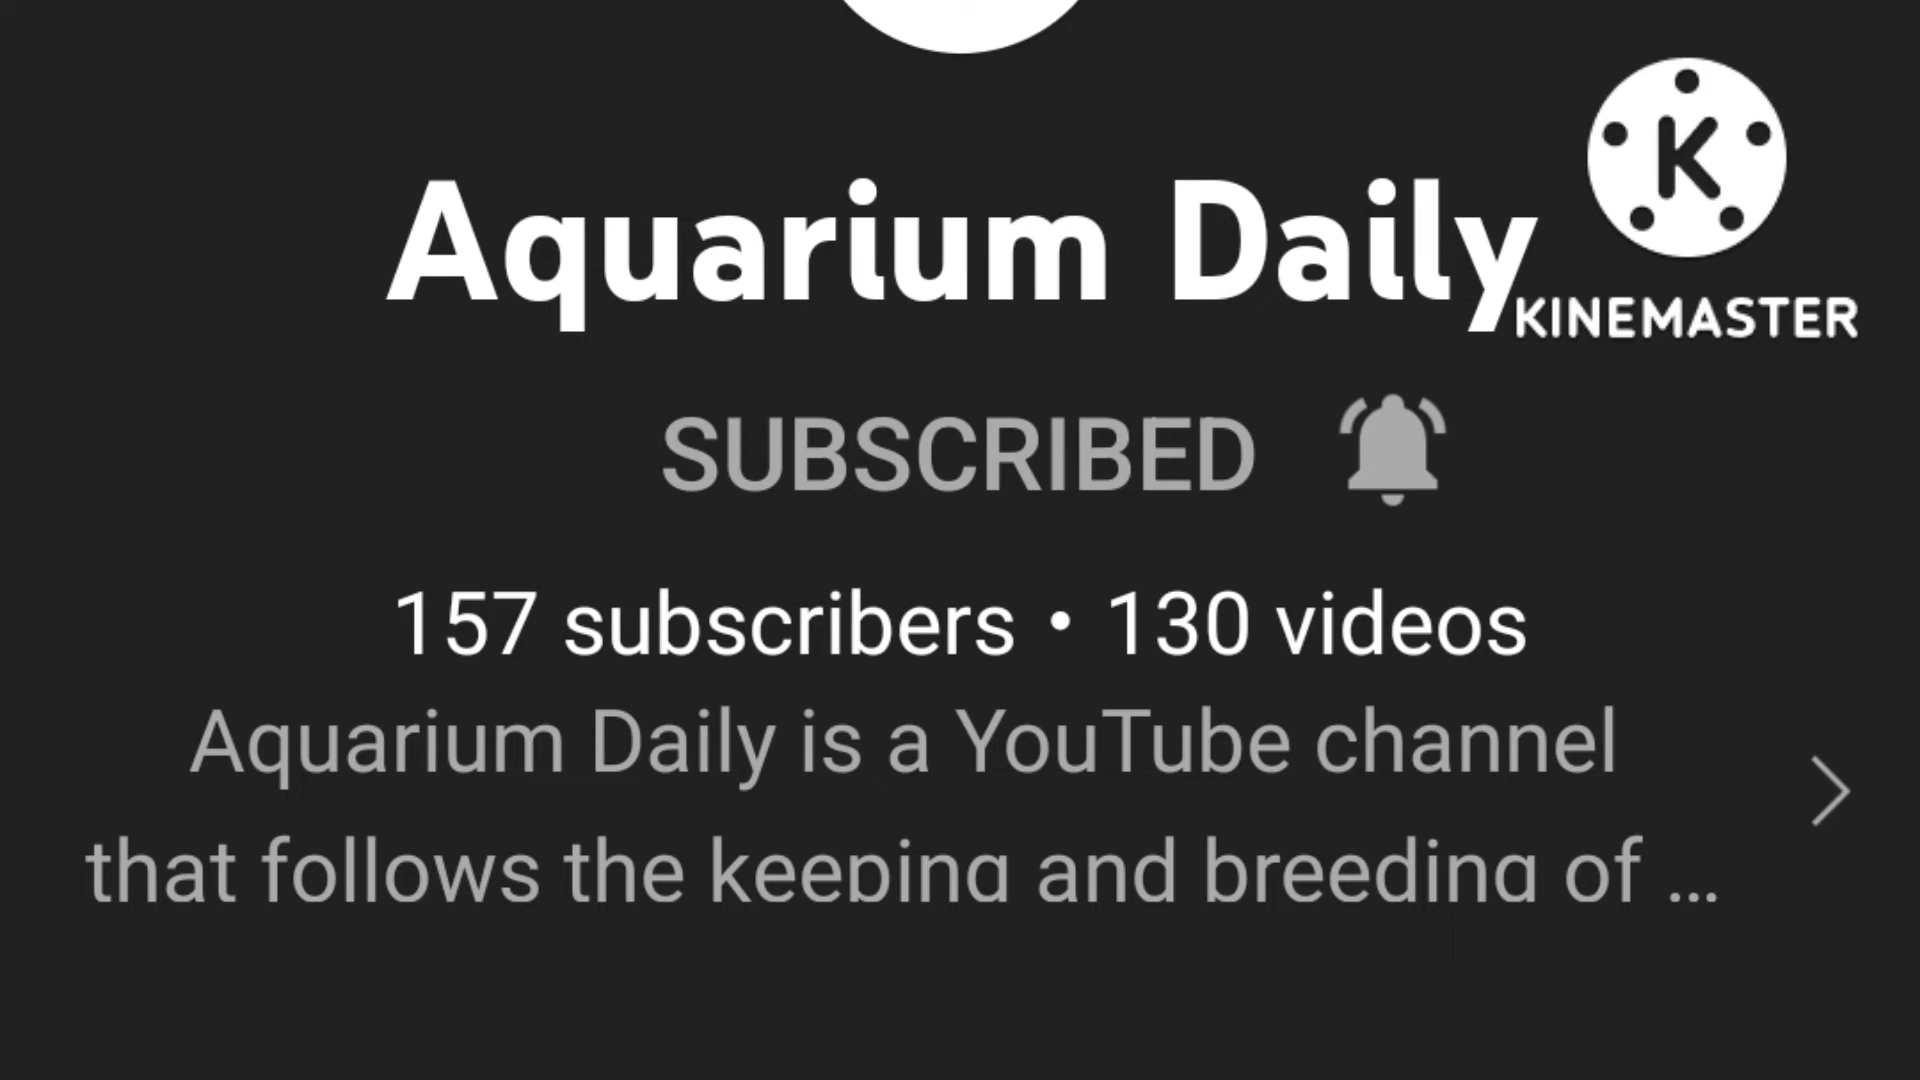 Aquarium Daily
K
KINEMASTER
SUBSCRIBED
157 subscribers • 130 videos
Aquarium Daily is a YouTube channel
that follows the keeping and breeding of ...